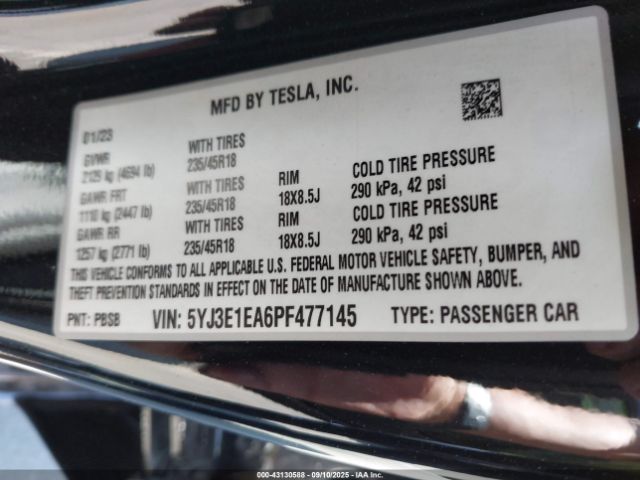 MFD BY TESLA, INC.
01/23
GVWR WITH TIRES
2129 kg (4694 lb) 235/45R18 RIM COLD TIRE PRESSURE
GAWR FRT WITH TIRES 18X8.5J 290 kPa, 42 psi
1110 kg (2447 lb) 235/45R18 RIM COLD TIRE PRESSURE
GAWR RR WITH TIRES 18X8.5J 290 kPa, 42 psi
1257 kg (2771 lb) 235/45R18
THIS VEHICLE CONFORMS TO ALL APPLICABLE U.S. FEDERAL MOTOR VEHICLE SAFETY, BUMPER, AND
THEFT PREVENTION STANDARDS IN EFFECT ON THE DATE OF MANUFACTURE SHOWN ABOVE.
PNT: PBSB VIN: 5YJ3E1EA6PF477145 TYPE: PASSENGER CAR
000-43130588 - 09/10/2025 - IAA Inc.